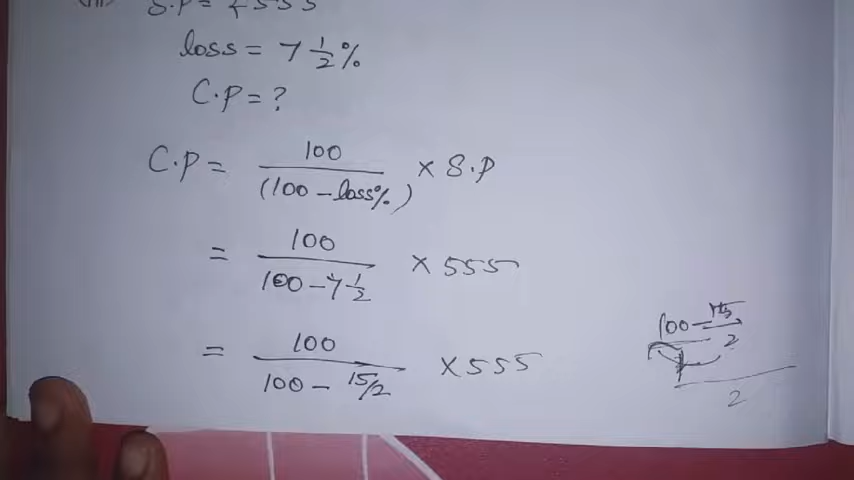 S.P = ₹555
loss = 7 1/2 %
C.P = ?
C.P = 100/(100 - loss%) × S.P
= 100/(100 - 7 1/2) × 555
= 100/(100 - 15/2) × 555
100 - 15/2
2